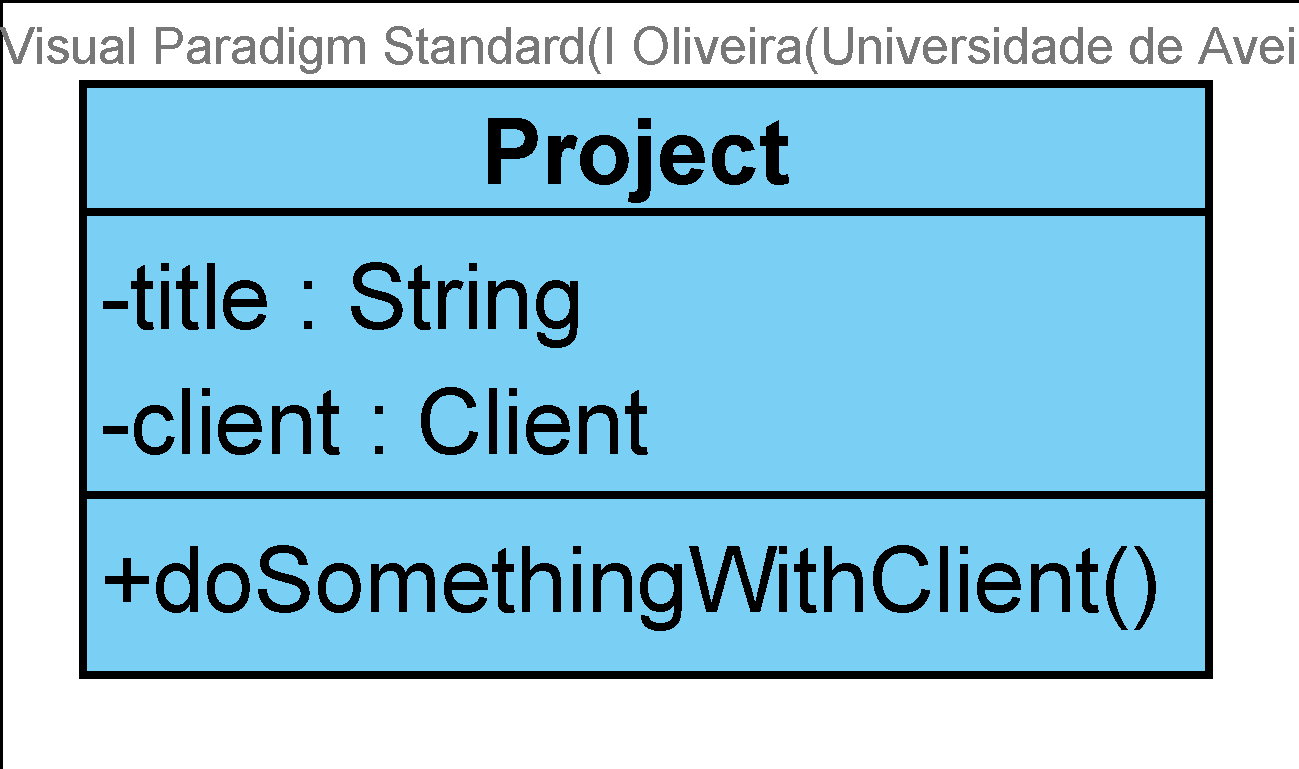 Visual Paradigm Standard(I Oliveira(Universidade de Avei
Project
-title : String
-client : Client
+doSomethingWithClient()